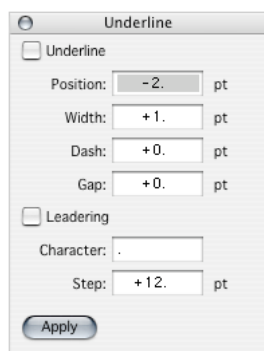 Underline
Underline
Position: -2. pt
Width: +1. pt
Dash: +0. pt
Gap: +0. pt
Leadering
Character: .
Step: +12. pt
Apply